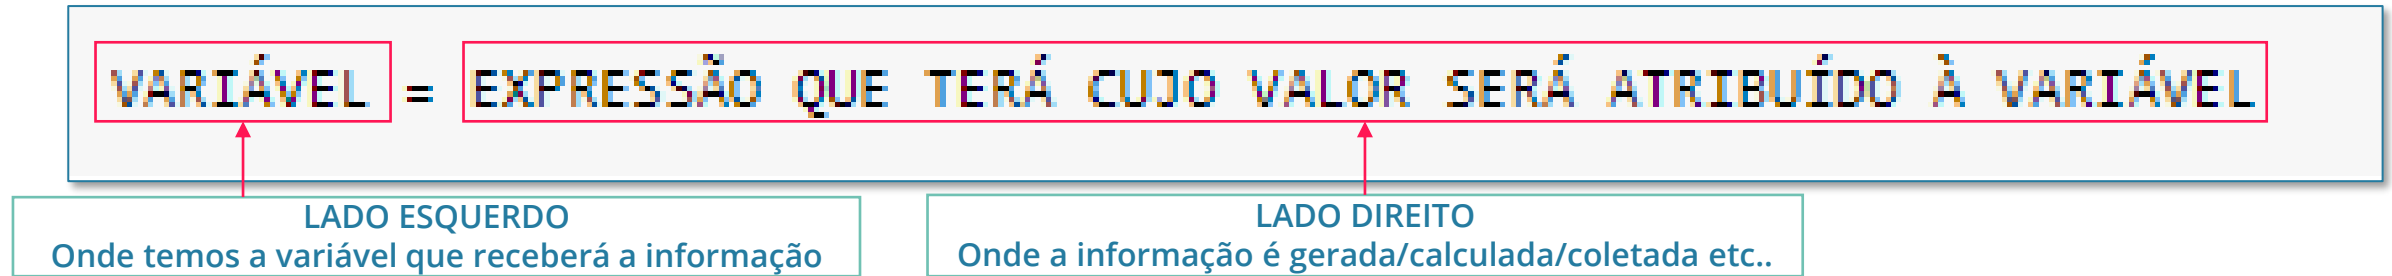 VARIÁVEL = EXPRESSÃO QUE TERÁ CUJO VALOR SERÁ ATRIBUÍDO À VARIÁVEL
LADO ESQUERDO
Onde temos a variável que receberá a informação
LADO DIREITO
Onde a informação é gerada/calculada/coletada etc..